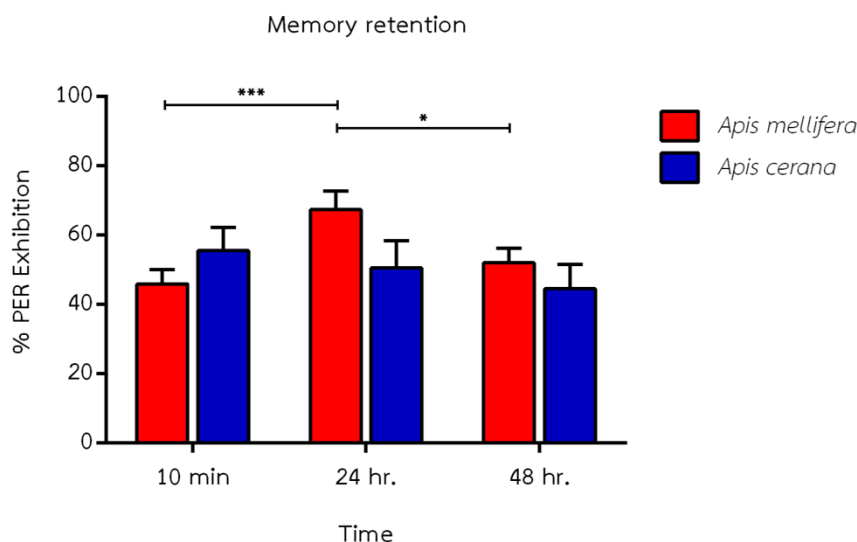 Memory retention
***
*
Apis mellifera
Apis cerana
% PER Exhibition
100
80
60
40
20
0
10 min
24 hr.
48 hr.
Time